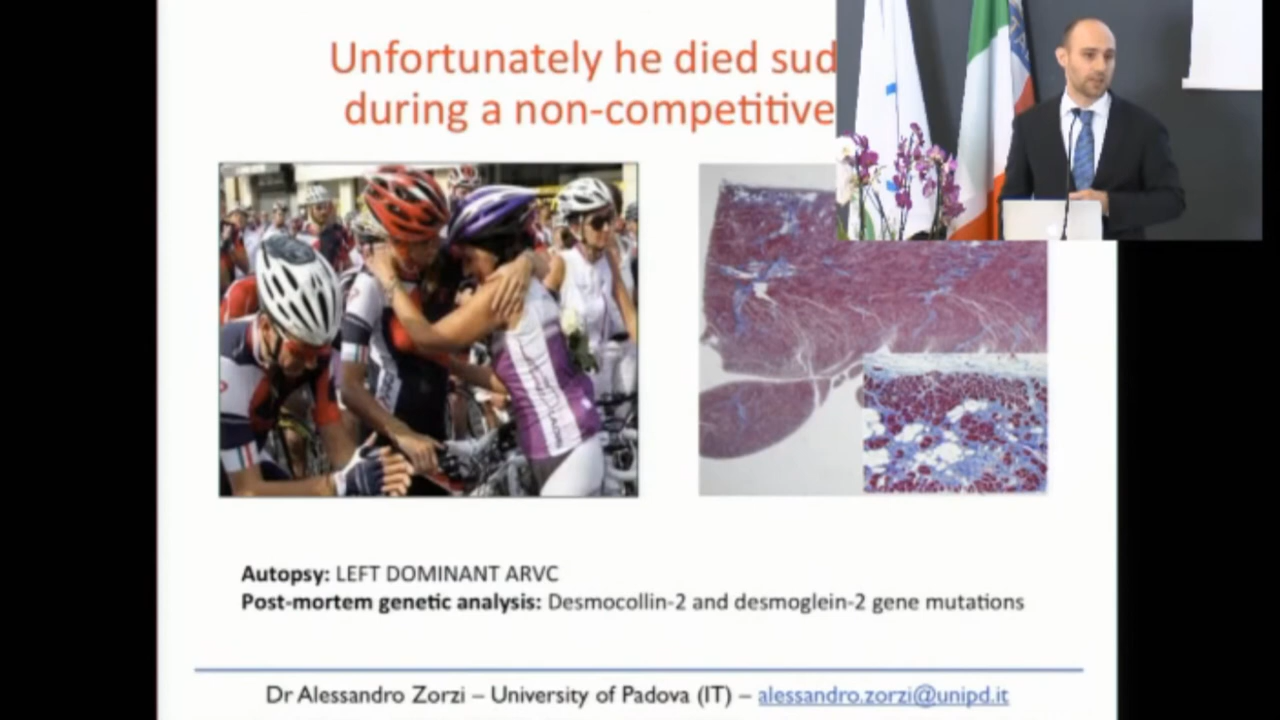 Unfortunately he died sud
during a non-competitive
Autopsy: LEFT DOMINANT ARVC
Post-mortem genetic analysis: Desmocollin-2 and desmoglein-2 gene mutations
Dr Alessandro Zorzi – University of Padova (IT) – alessandro.zorzi@unipd.it